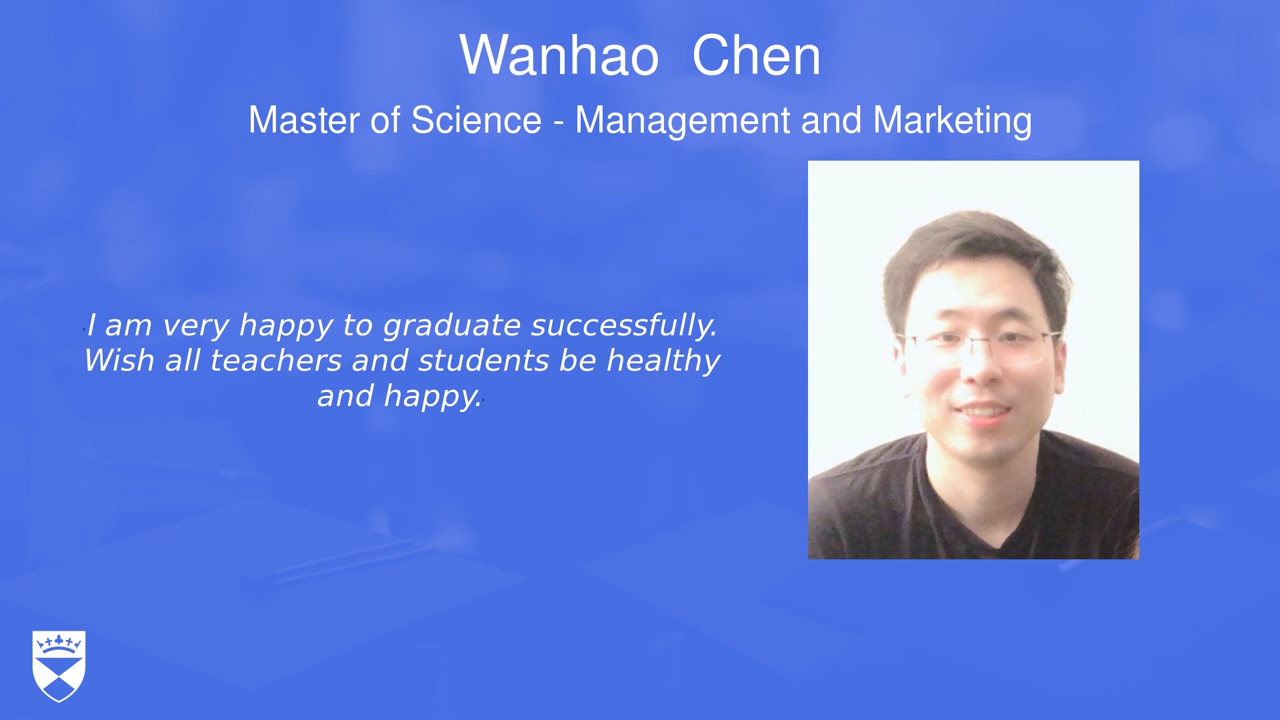 Wanhao Chen
Master of Science - Management and Marketing
I am very happy to graduate successfully.
Wish all teachers and students be healthy
and happy.